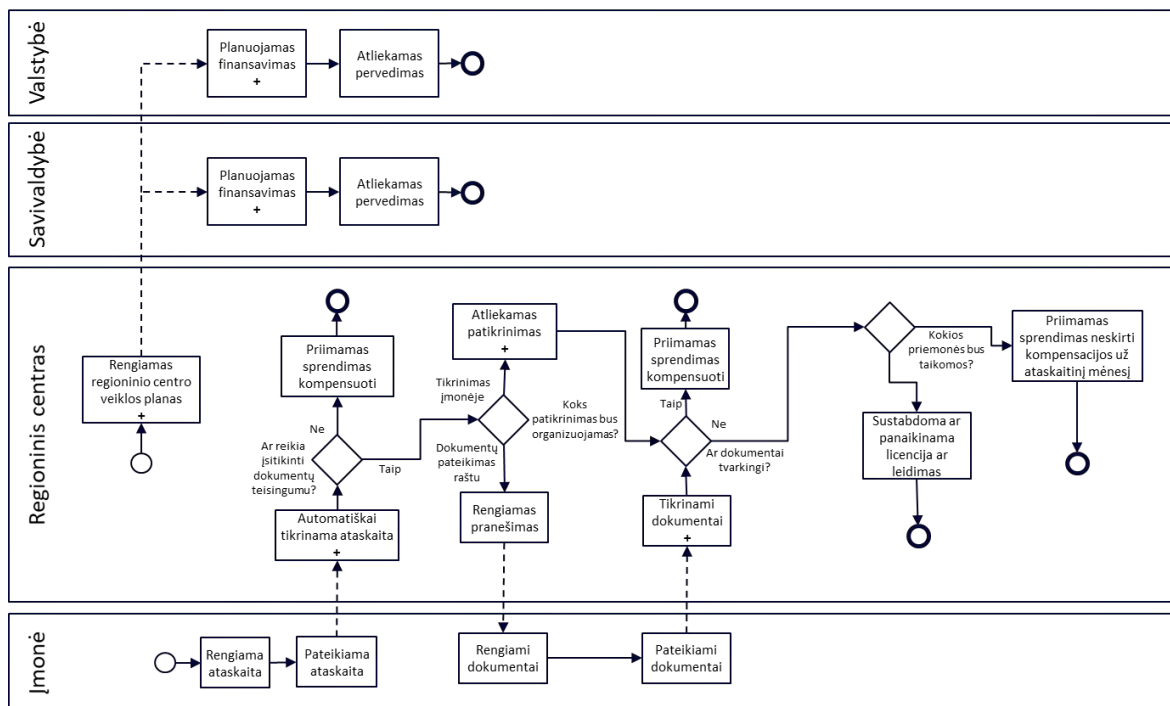 Valstybė
Planuojamas
finansavimas
+
Atliekamas
pervedimas
Savivaldybė
Planuojamas
finansavimas
+
Atliekamas
pervedimas
Regioninis centras
Rengiamas
regioninio centro
veiklos planas
+
Priimamas
sprendimas
kompensuoti
Ne
Ar reikia
įsitikinti
dokumentų
teisingumu?
Taip
Automatiškai
tikrinama ataskaita
+
Atliekamas
patikrinimas
+
Tikrinimas
įmonėje
Koks
patikrinimas bus
organizuojamas?
Dokumentų
pateikimas
raštu
Rengiamas
pranešimas
Priimamas
sprendimas
kompensuoti
Taip
Ne
Ar dokumentai
tvarkingi?
Tikrinami
dokumentai
+
Kokios
priemonės bus
taikomos?
Priimamas
sprendimas neskirti
kompensacijos už
ataskaitinį mėnesį
Sustabdoma ar
panaikinama
licencija ar
leidimas
Įmonė
Rengiama
ataskaita
Pateikiama
ataskaita
Rengiami
dokumentai
Pateikiami
dokumentai